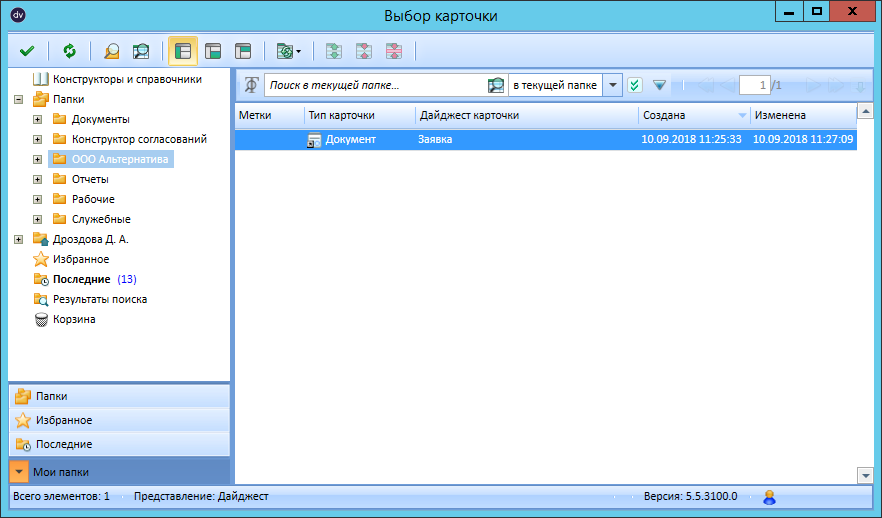 dv
Выбор карточки
Конструкторы и справочники
Папки
Документы
Конструктор согласований
ООО Альтернатива
Отчеты
Рабочие
Служебные
Дроздова Д. А.
Избранное
Последние (13)
Результаты поиска
Корзина
Папки
Избранное
Последние
Мои папки
Поиск в текущей папке... в текущей папке 1 /1
Метки Тип карточки Дайджест карточки Создана Изменена
Документ Заявка 10.09.2018 11:25:33 10.09.2018 11:27:09
Всего элементов: 1 Представление: Дайджест Версия: 5.5.3100.0